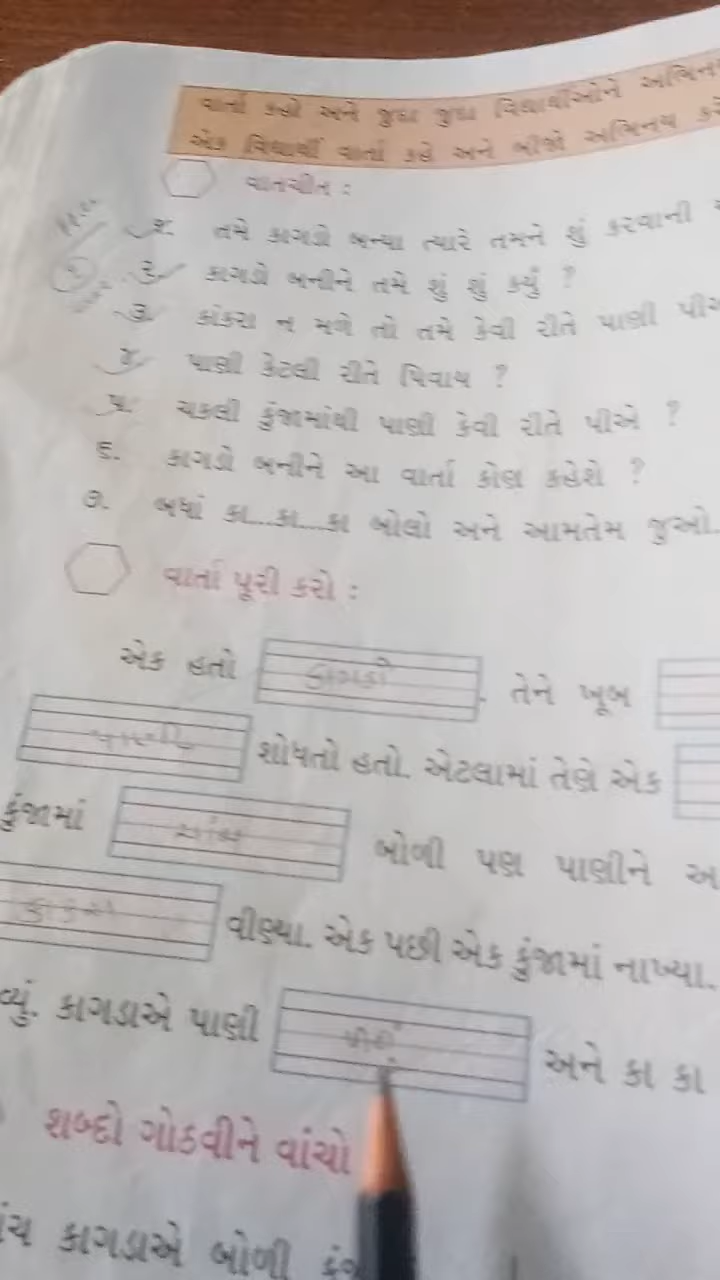 વાર્તા કહો અને જુદા જુદા વિદ્યાર્થીઓને
એક વિદ્યાર્થી વાર્તા કહે અને બીજો અભિનય કરે
વાતચીત :
૧. તમે કાગડો બન્યા ત્યારે તમને શું કરવાની
૨. કાગડો બનીને તમે શું શું કર્યું ?
૩. કાંકરા ન મળે તો તમે કેવી રીતે પાણી
૪. પાણી કેટલી રીતે પિવાય ?
૫. ચકલી કુંજામાંથી પાણી કેવી રીતે પીએ ?
૬. કાગડો બનીને આ વાર્તા કોણ કહેશે ?
૭. બધાં કા....કા....કા બોલો અને આમતેમ જુઓ.
વાર્તા પૂરી કરો :
એક હતો કાગડો . તેને ખૂબ
પાણી શોધતો હતો. એટલામાં તેણે એક
કુંજામાં ચાંચ બોળી પણ પાણીને અ
કાંકરા વીણ્યા. એક પછી એક કુંજામાં નાખ્યા.
વ્યું. કાગડાએ પાણી પીધું અને કા કા
શબ્દો ગોઠવીને વાંચો
ાંચ કાગડાએ બોળી